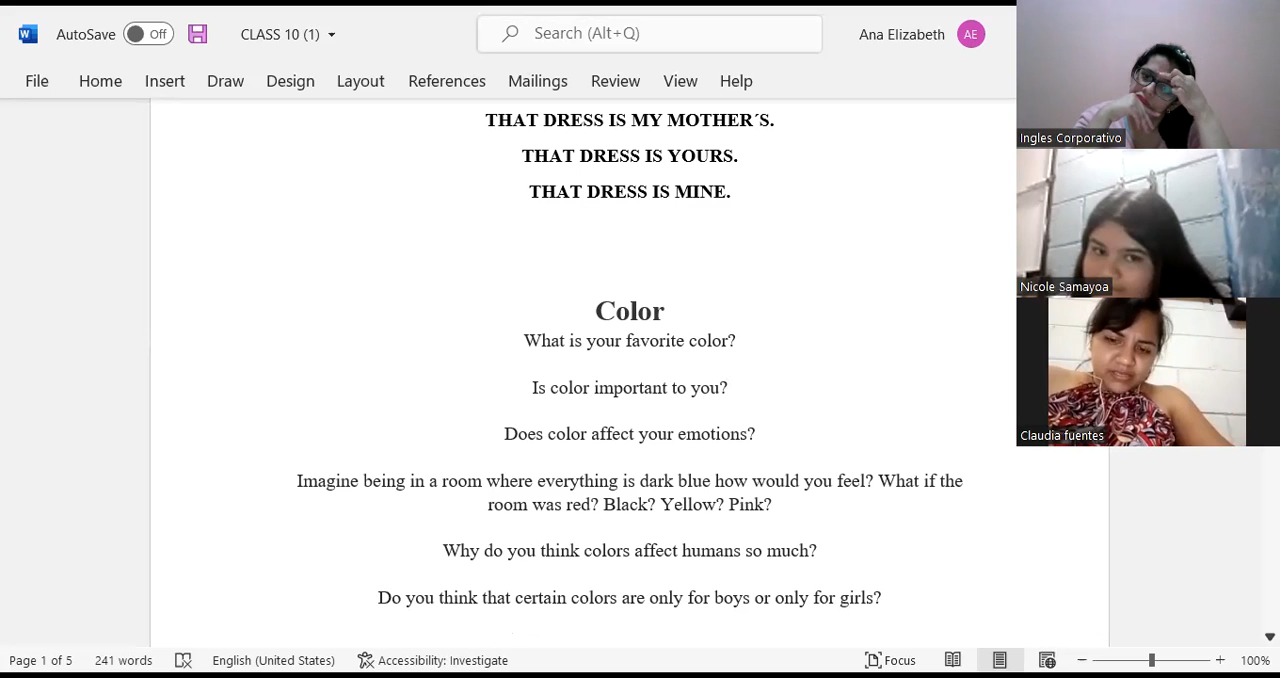 AutoSave Off CLASS 10 (1) Search (Alt+Q) Ana Elizabeth AE
File Home Insert Draw Design Layout References Mailings Review View Help
THAT DRESS IS MY MOTHER´S.
THAT DRESS IS YOURS.
THAT DRESS IS MINE.
Color
What is your favorite color?
Is color important to you?
Does color affect your emotions?
Imagine being in a room where everything is dark blue how would you feel? What if the
room was red? Black? Yellow? Pink?
Why do you think colors affect humans so much?
Do you think that certain colors are only for boys or only for girls?
Ingles Corporativo
Nicole Samayoa
Claudia fuentes
Page 1 of 5 241 words English (United States) Accessibility: Investigate Focus 100%